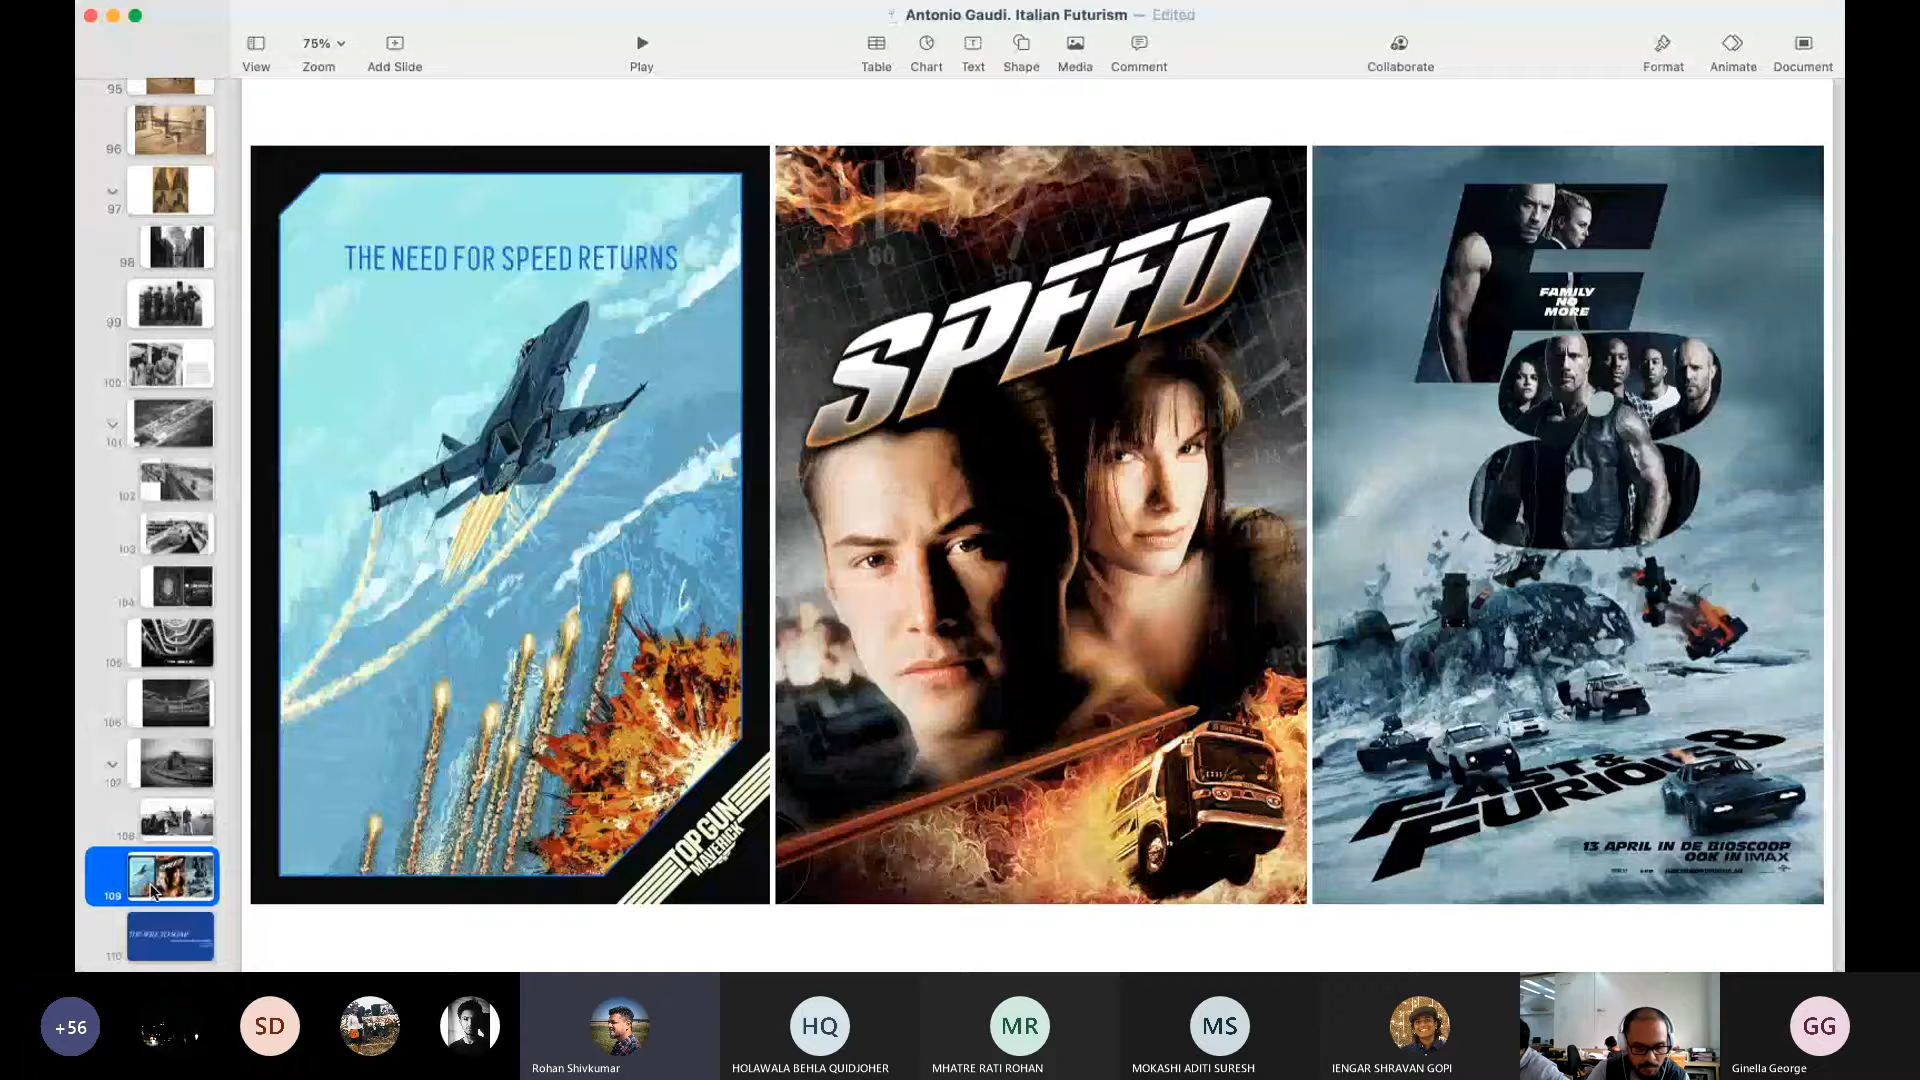 Antonio Gaudi. Italian Futurism — Edited
75%
View
Zoom
Add Slide
Play
Table
Chart
Text
Shape
Media
Comment
Collaborate
Format
Animate
Document
95
96
97
98
99
100
101
102
103
104
105
106
107
108
109
110
THE NEED FOR SPEED RETURNS
TOP GUN
MAVERICK
SPEED
80
90
FAMILY
NO
MORE
F8
FAST &
FURIOUS 8
13 APRIL IN DE BIOSCOOP
OOK IN IMAX
+56
SD
HQ
MR
MS
GG
Rohan Shivkumar
HOLAWALA BEHLA QUIDJOHER
MHATRE RATI ROHAN
MOKASHI ADITI SURESH
IENGAR SHRAVAN GOPI
Ginella George